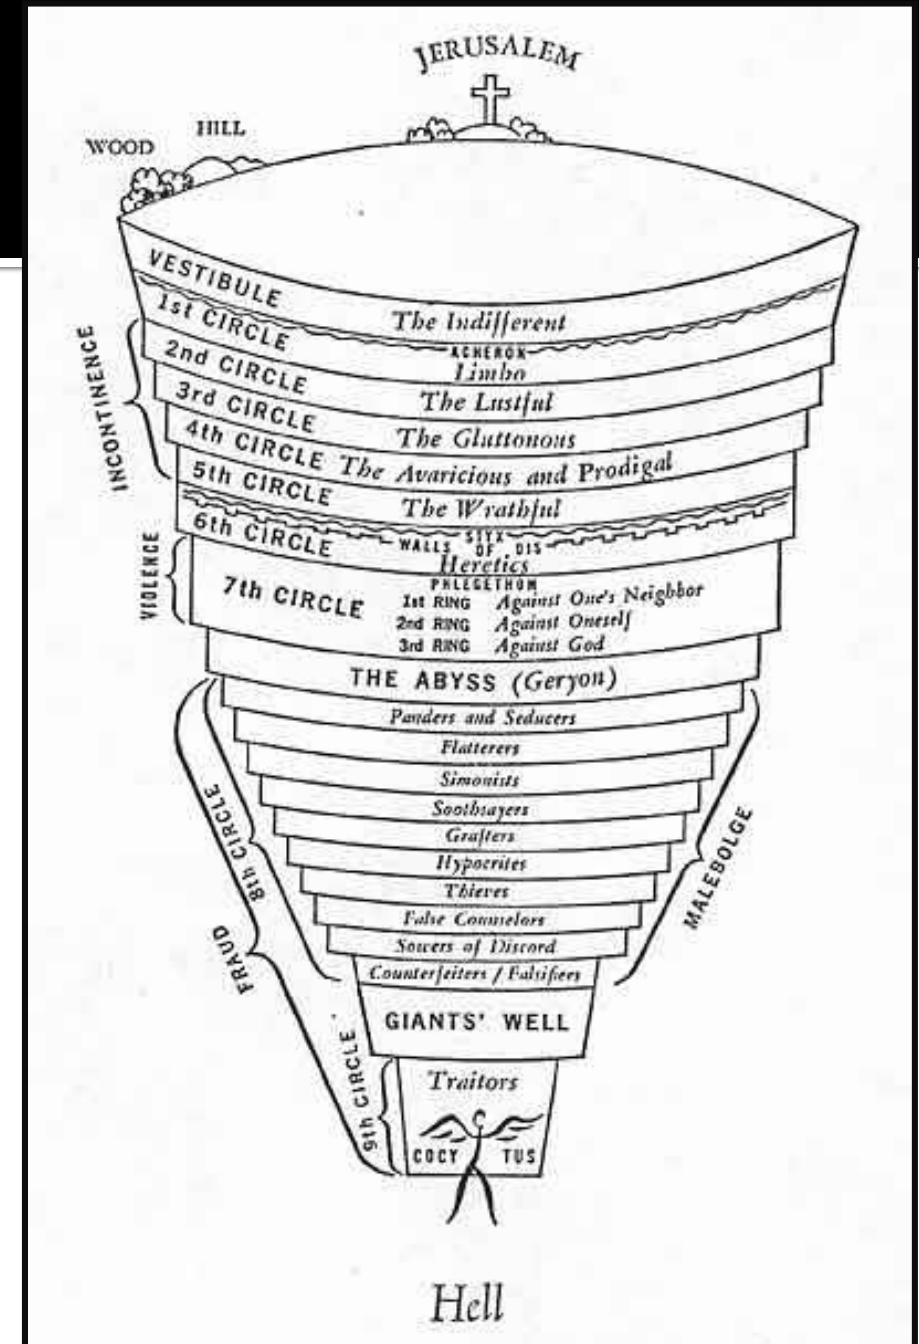 JERUSALEM
HILL
WOOD
VESTIBULE
The Indifferent
1st CIRCLE
ACHERON
Limbo
2nd CIRCLE
The Lustful
3rd CIRCLE
The Gluttonous
4th CIRCLE The Avaricious and Prodigal
5th CIRCLE
The Wrathful
STYX
WALLS OF DIS
6th CIRCLE
Heretics
INCONTINENCE
VIOLENCE
PHLEGETHON
7th CIRCLE
1st RING Against One's Neighbor
2nd RING Against Oneself
3rd RING Against God
THE ABYSS (Geryon)
Panders and Seducers
Flatterers
Simonists
Soothsayers
Grafters
Hypocrites
Thieves
False Counselors
Sowers of Discord
Counterfeiters / Falsifiers
8th CIRCLE
MALEBOLGE
FRAUD
GIANTS' WELL
9th CIRCLE
Traitors
COCY TUS
Hell